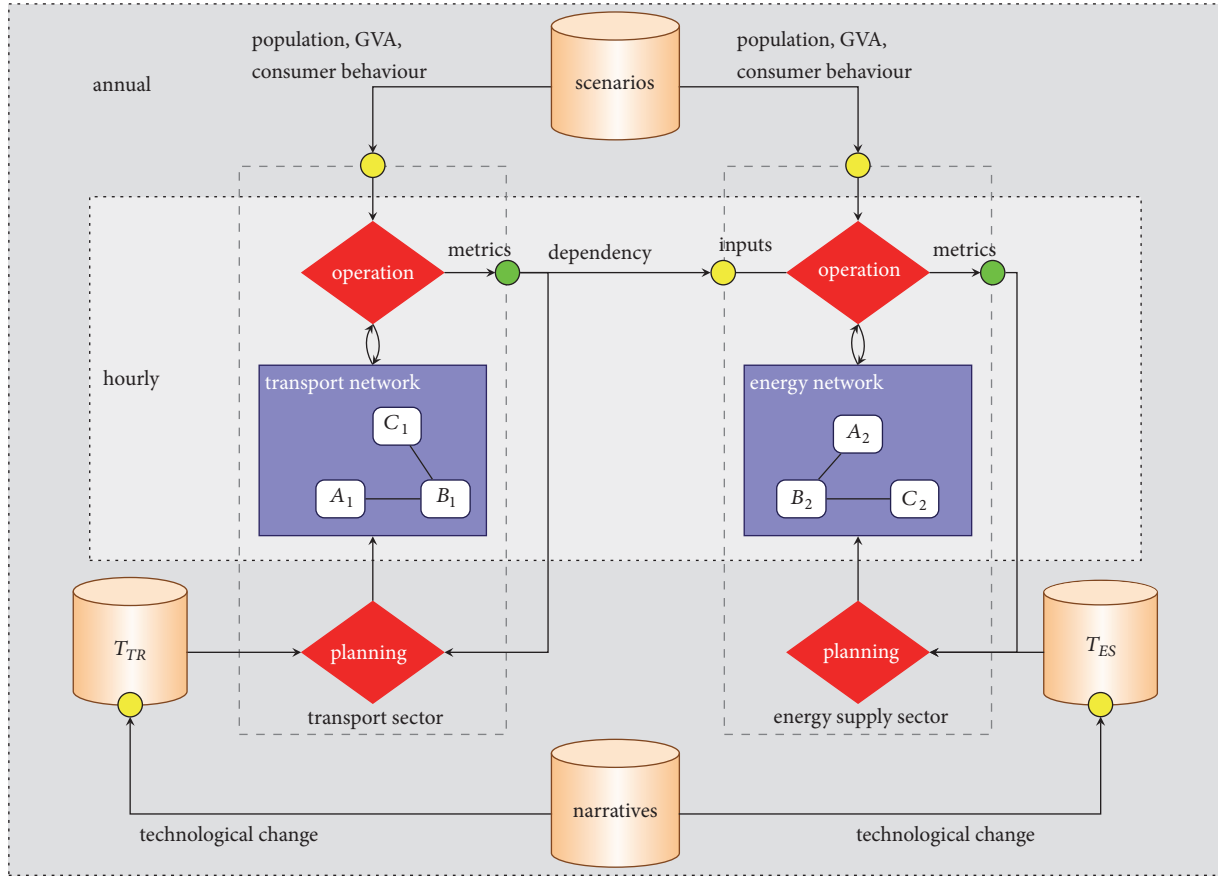 population, GVA,
consumer behaviour
population, GVA,
consumer behaviour
scenarios
annual
metrics
dependency
inputs
metrics
operation
operation
hourly
transport network
C1
A1
B1
energy network
A2
B2
C2
TTR
planning
planning
TES
transport sector
energy supply sector
narratives
technological change
technological change